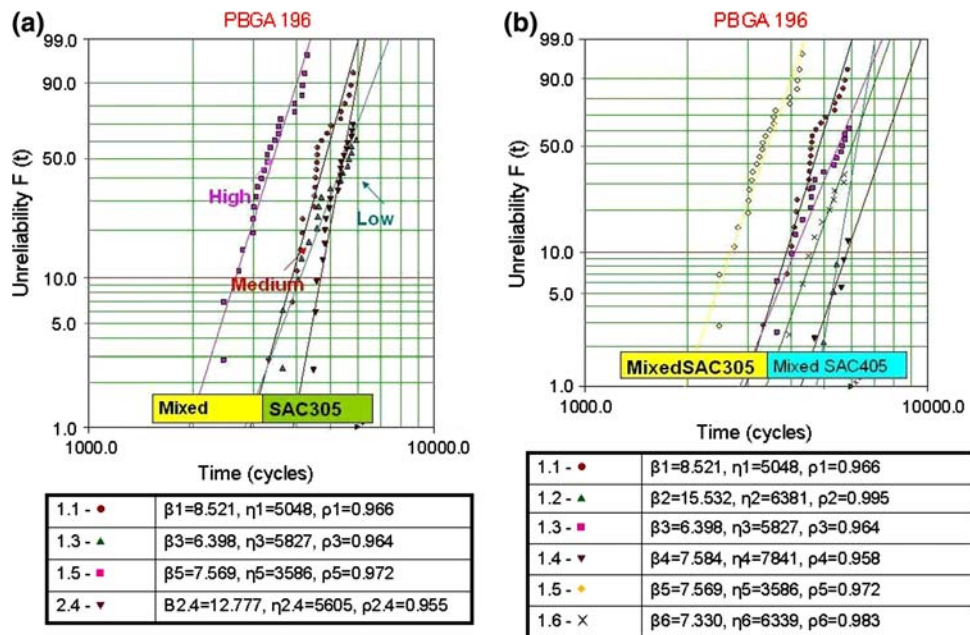 (a)
PBGA 196
Unreliability F (t)
99.0
90.0
50.0
10.0
5.0
1.0
High
Medium
Low
Mixed
SAC305
1000.0
10000.0
Time (cycles)
1.1 - β1=8.521, η1=5048, ρ1=0.966
1.3 - β3=6.398, η3=5827, ρ3=0.964
1.5 - β5=7.569, η5=3586, ρ5=0.972
2.4 - B2.4=12.777, η2.4=5605, ρ2.4=0.955
(b)
PBGA 196
Unreliability F (t)
99.0
90.0
50.0
10.0
5.0
1.0
MixedSAC305
Mixed SAC405
1000.0
10000.0
Time (cycles)
1.1 - β1=8.521, η1=5048, ρ1=0.966
1.2 - β2=15.532, η2=6381, ρ2=0.995
1.3 - β3=6.398, η3=5827, ρ3=0.964
1.4 - β4=7.584, η4=7841, ρ4=0.958
1.5 - β5=7.569, η5=3586, ρ5=0.972
1.6 - β6=7.330, η6=6339, ρ6=0.983